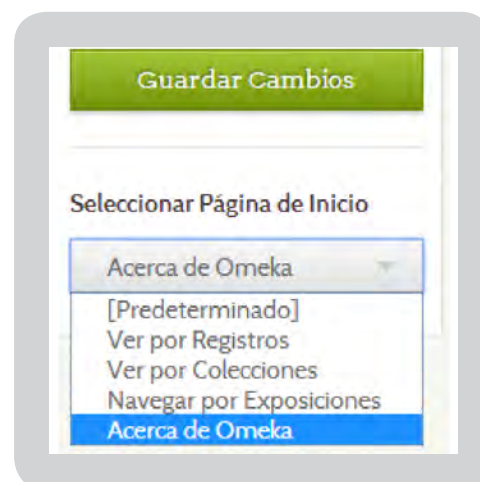 Guardar Cambios
Seleccionar Página de Inicio
Acerca de Omeka
[Predeterminado]
Ver por Registros
Ver por Colecciones
Navegar por Exposiciones
Acerca de Omeka